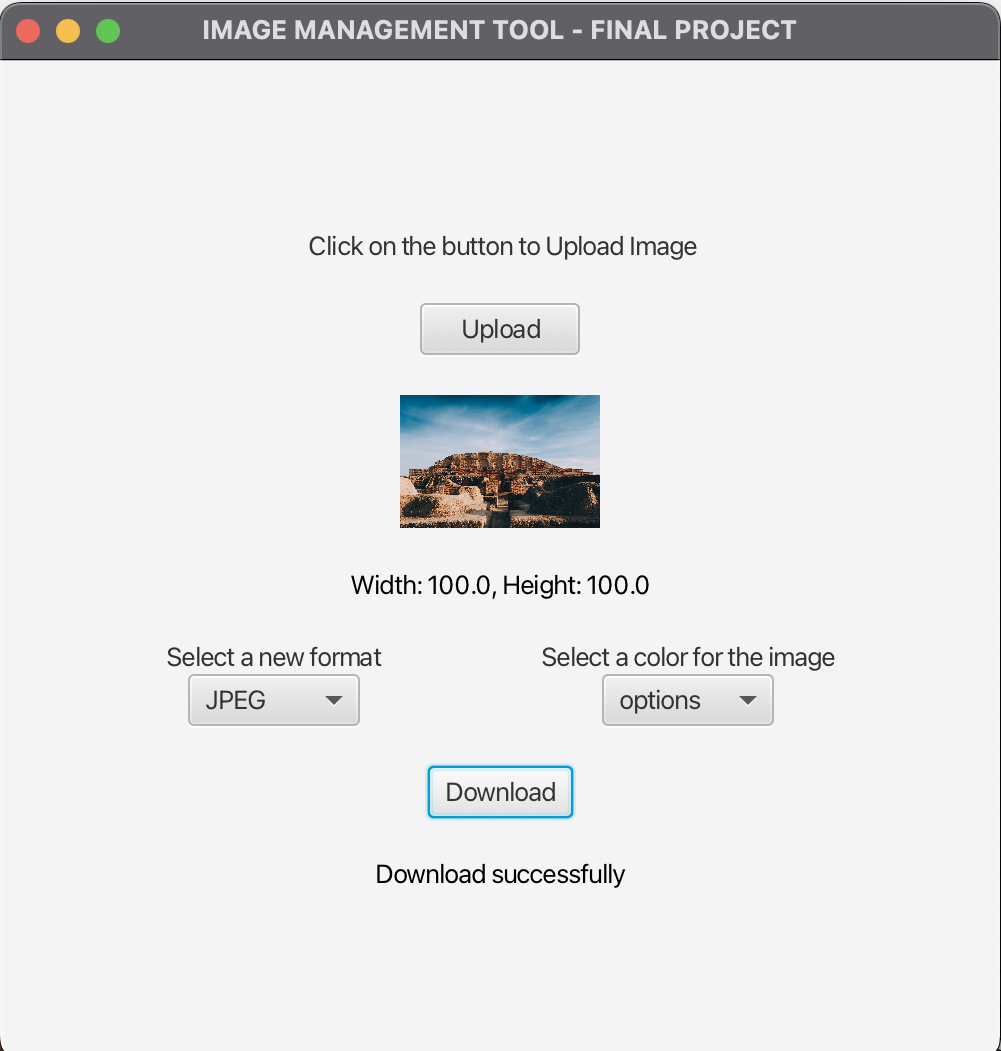 IMAGE MANAGEMENT TOOL - FINAL PROJECT
Click on the button to Upload Image
Upload
Width: 100.0, Height: 100.0
Select a new format
Select a color for the image
JPEG
options
Download
Download successfully